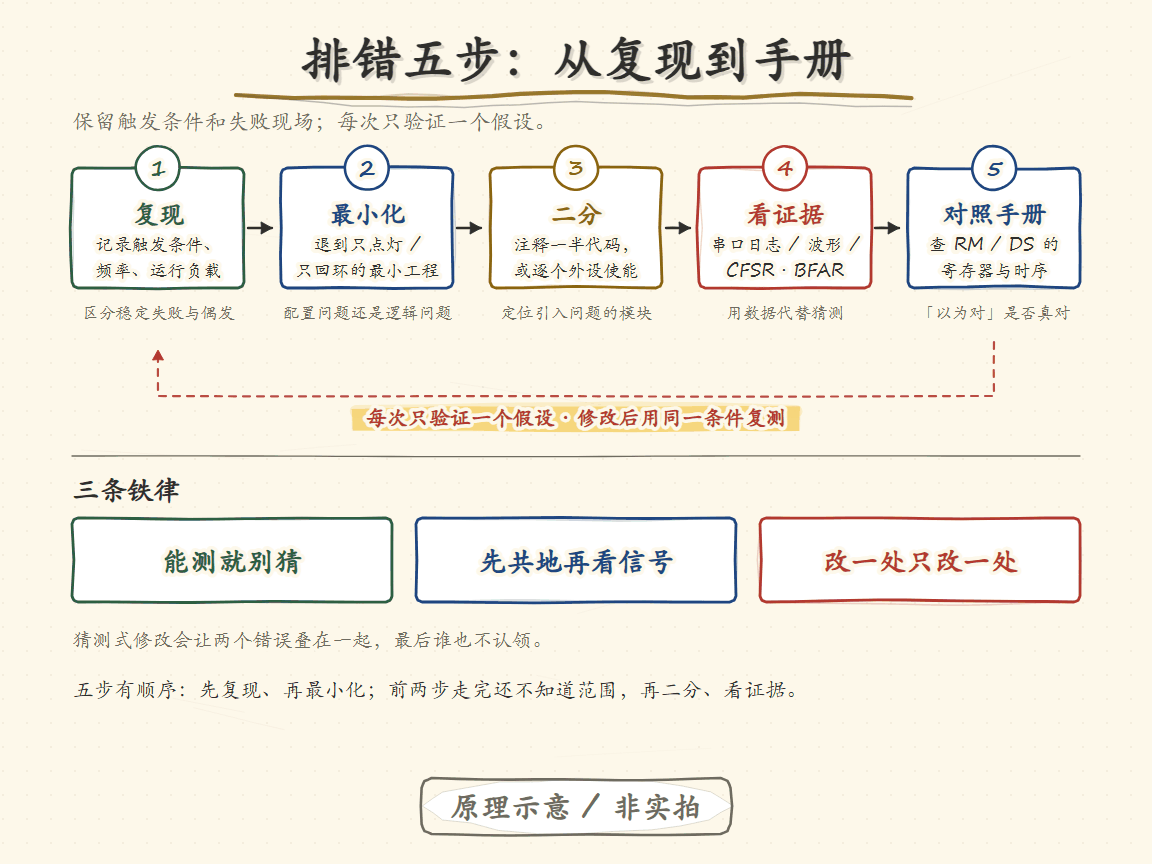 排错五步：从复现到手册
保留触发条件和失败现场；每次只验证一个假设。
1
复现
记录触发条件、
频率、运行负载
区分稳定失败与偶发
2
最小化
退到只点灯 /
只回环的最小工程
配置问题还是逻辑问题
3
二分
注释一半代码，
或逐个外设使能
定位引入问题的模块
4
看证据
串口日志 / 波形 /
CFSR · BFAR
用数据代替猜测
5
对照手册
查 RM / DS 的
寄存器与时序
「以为对」是否真对
每次只验证一个假设 · 修改后用同一条件复测
三条铁律
能测就别猜
先共地再看信号
改一处只改一处
猜测式修改会让两个错误叠在一起，最后谁也不认领。
五步有顺序：先复现、再最小化；前两步走完还不知道范围，再二分、看证据。
原理示意 / 非实拍